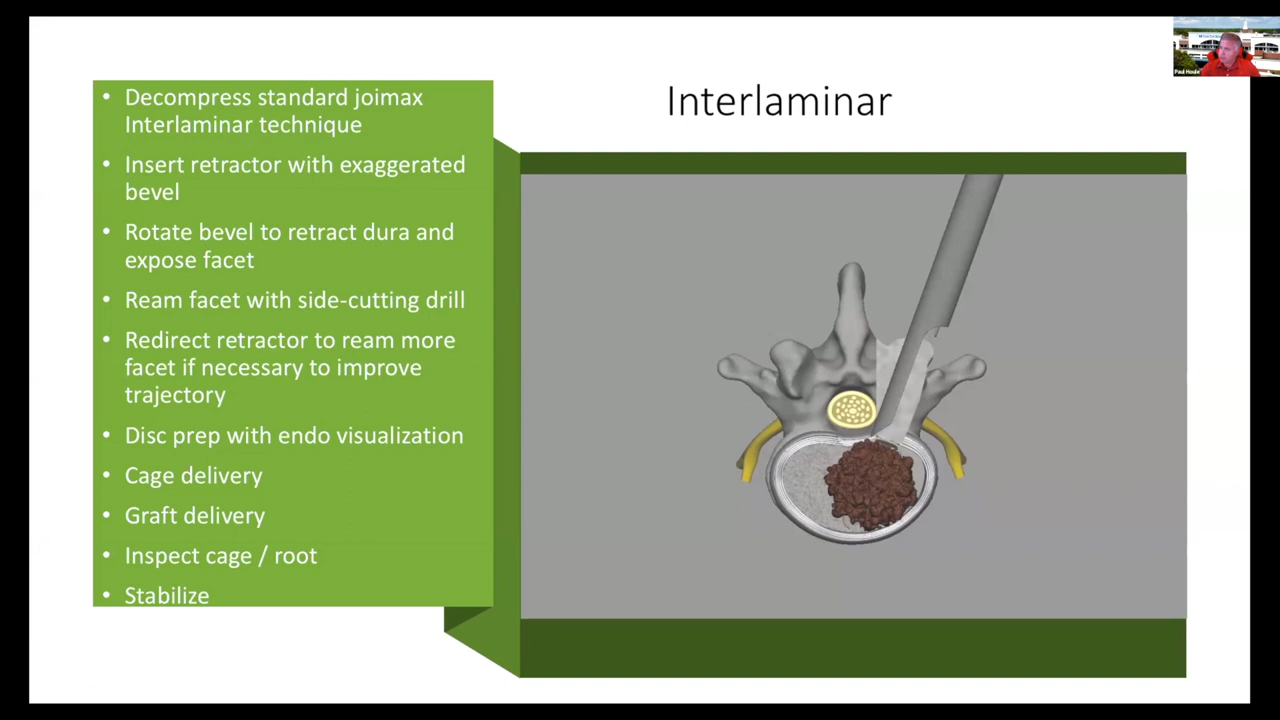 Interlaminar
• Decompress standard joimax
Interlaminar technique
• Insert retractor with exaggerated
bevel
• Rotate bevel to retract dura and
expose facet
• Ream facet with side-cutting drill
• Redirect retractor to ream more
facet if necessary to improve
trajectory
• Disc prep with endo visualization
• Cage delivery
• Graft delivery
• Inspect cage / root
• Stabilize
Paul Houle